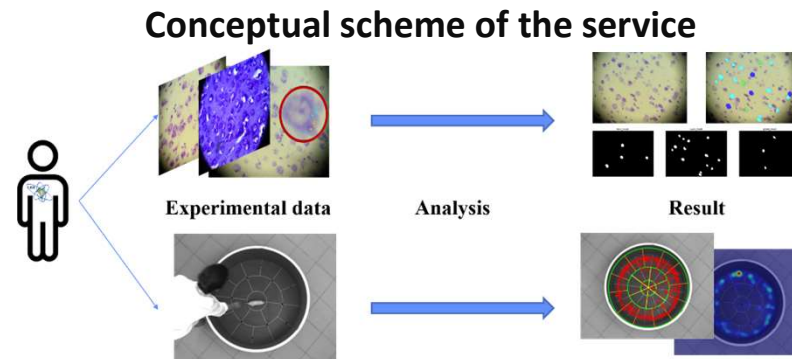 Conceptual scheme of the service
Experimental data
Analysis
Result